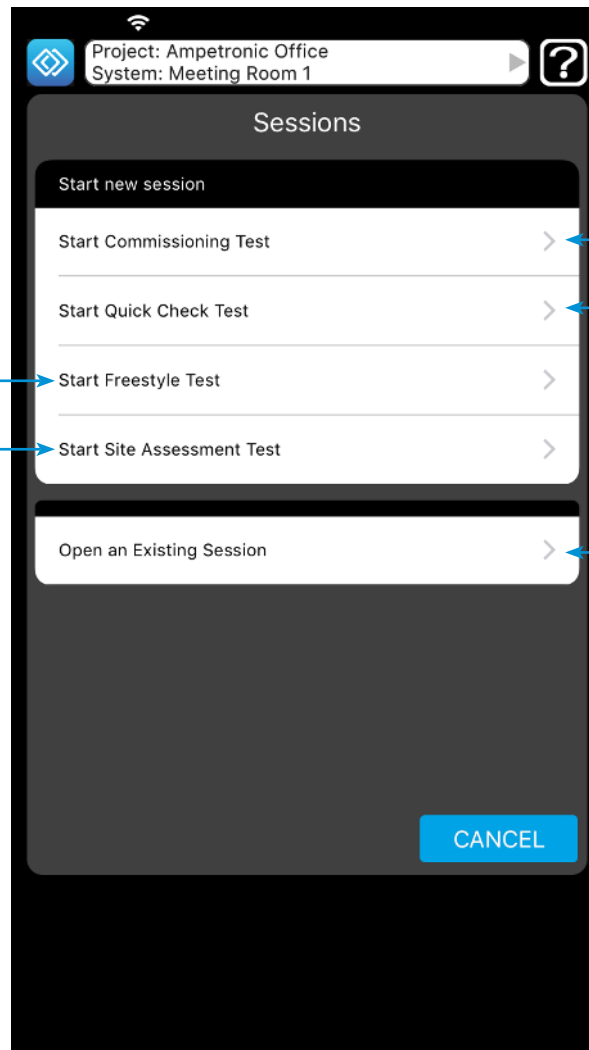 Project: Ampetronic Office
System: Meeting Room 1
?
Sessions
Start new session
Start Commissioning Test
Start Quick Check Test
Start Freestyle Test
Start Site Assessment Test
Open an Existing Session
CANCEL